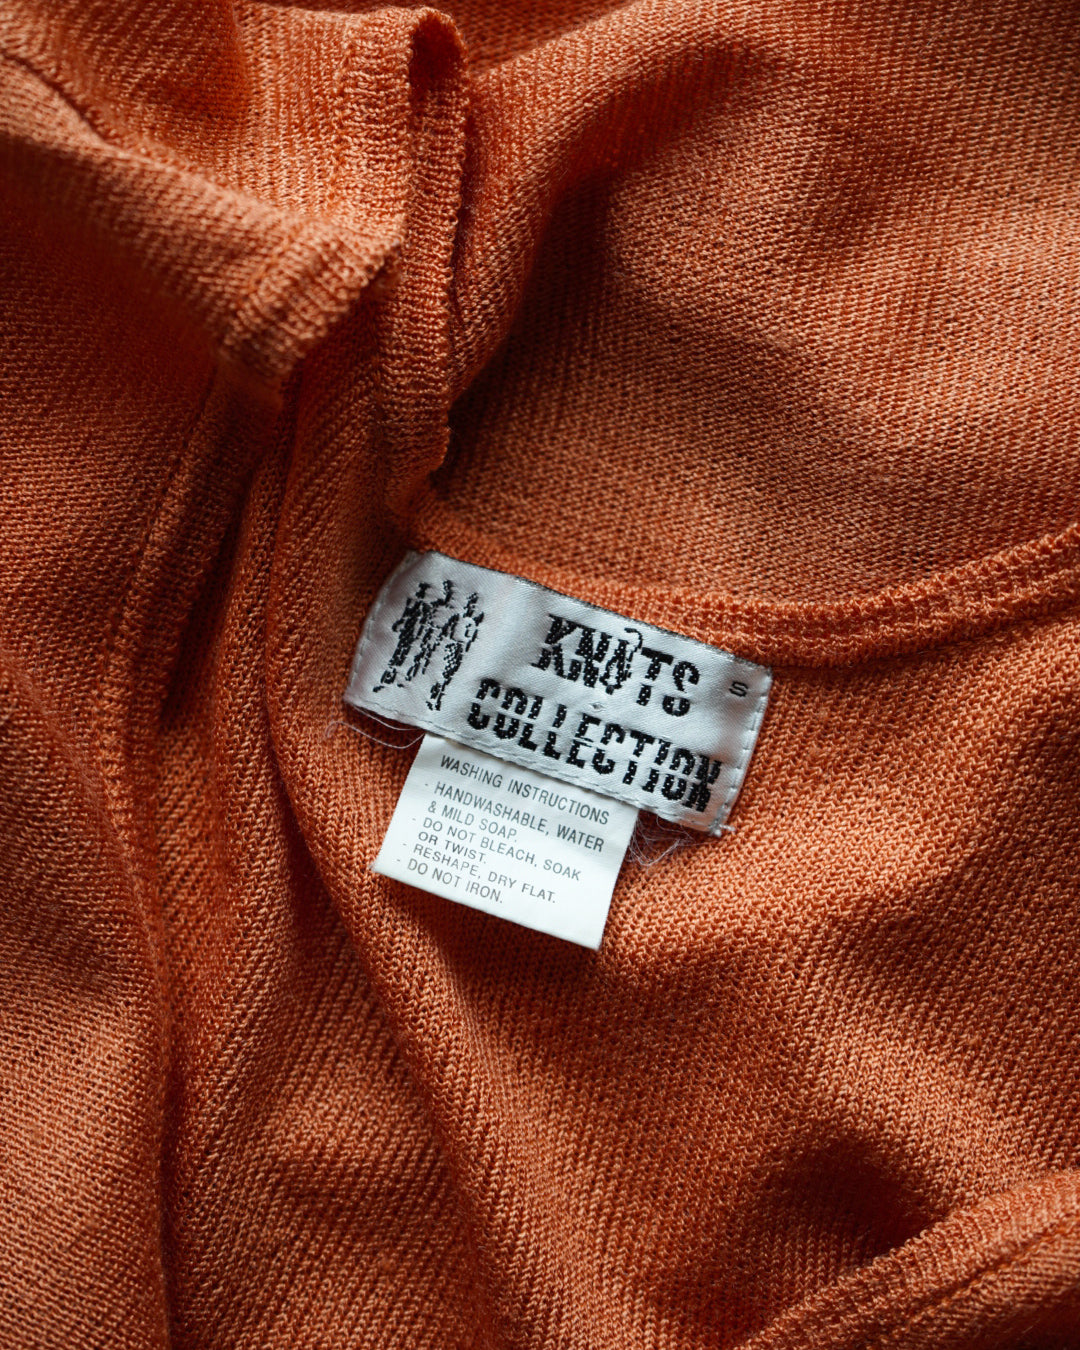 KNITS
S
COLLECTION
WASHING INSTRUCTIONS
· HANDWASHABLE, WATER
& MILD SOAP.
· DO NOT BLEACH, SOAK
OR TWIST.
· RESHAPE, DRY FLAT.
· DO NOT IRON.